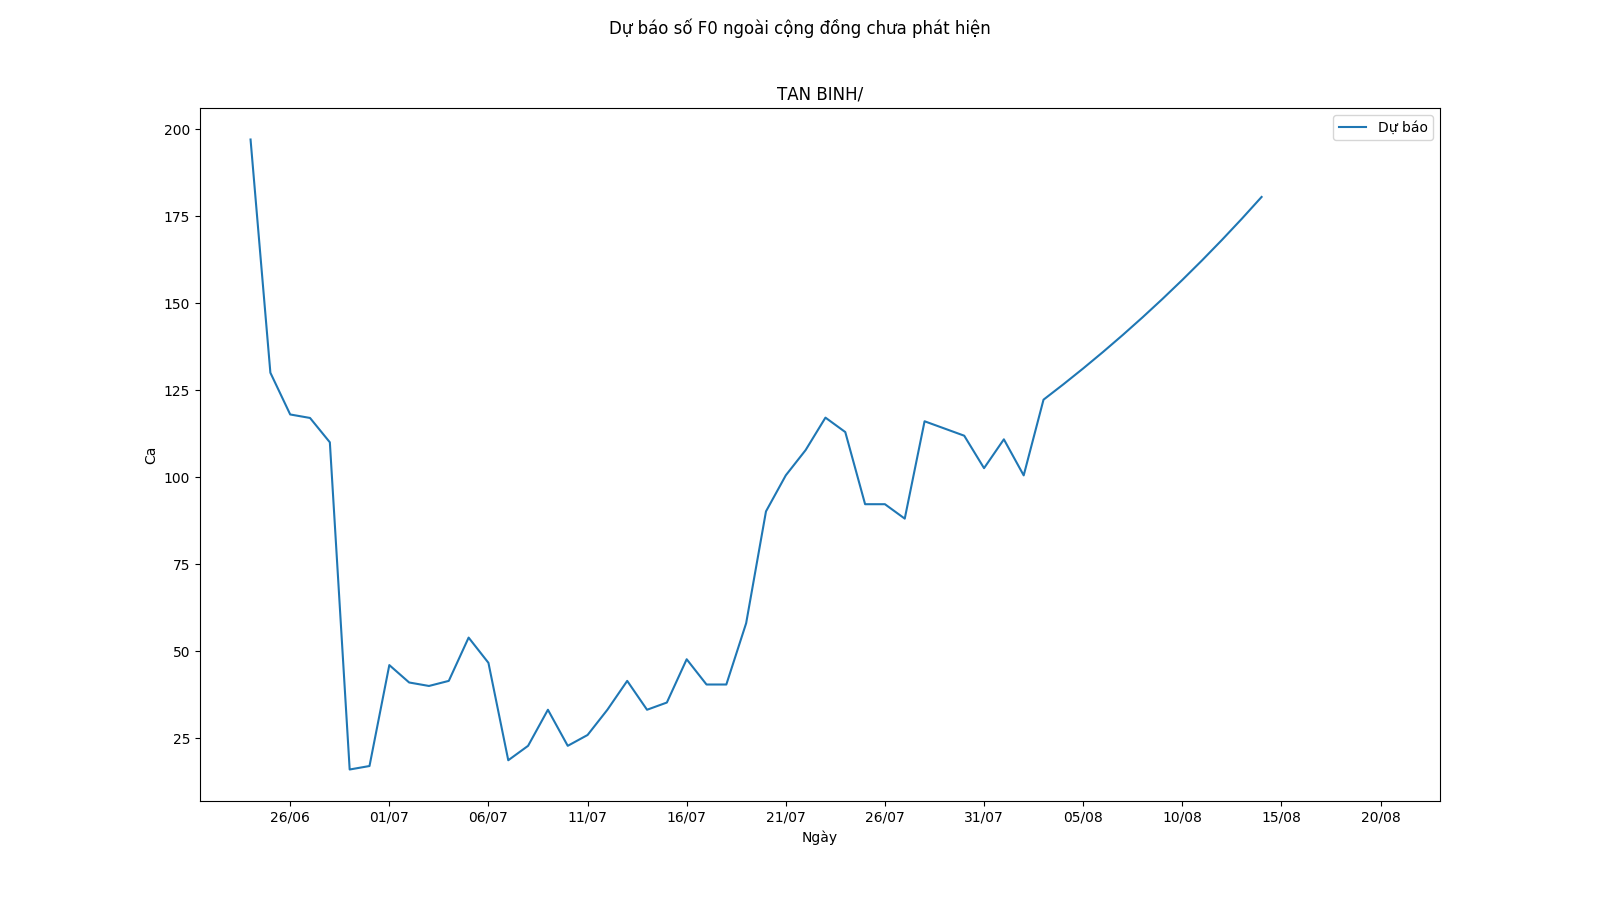 Dự báo số F0 ngoài cộng đồng chưa phát hiện
TAN BINH/
Dự báo
200
175
150
125
100
75
50
25
Ca
26/06 01/07 06/07 11/07 16/07 21/07 26/07 31/07 05/08 10/08 15/08 20/08
Ngày